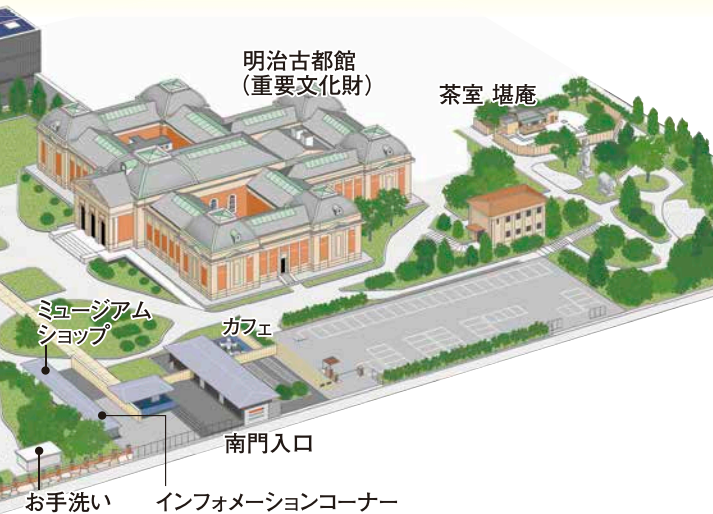 明治古都館
（重要文化財）
茶室 堪庵
ミュージアム
ショップ
カフェ
南門入口
お手洗い
インフォメーションコーナー